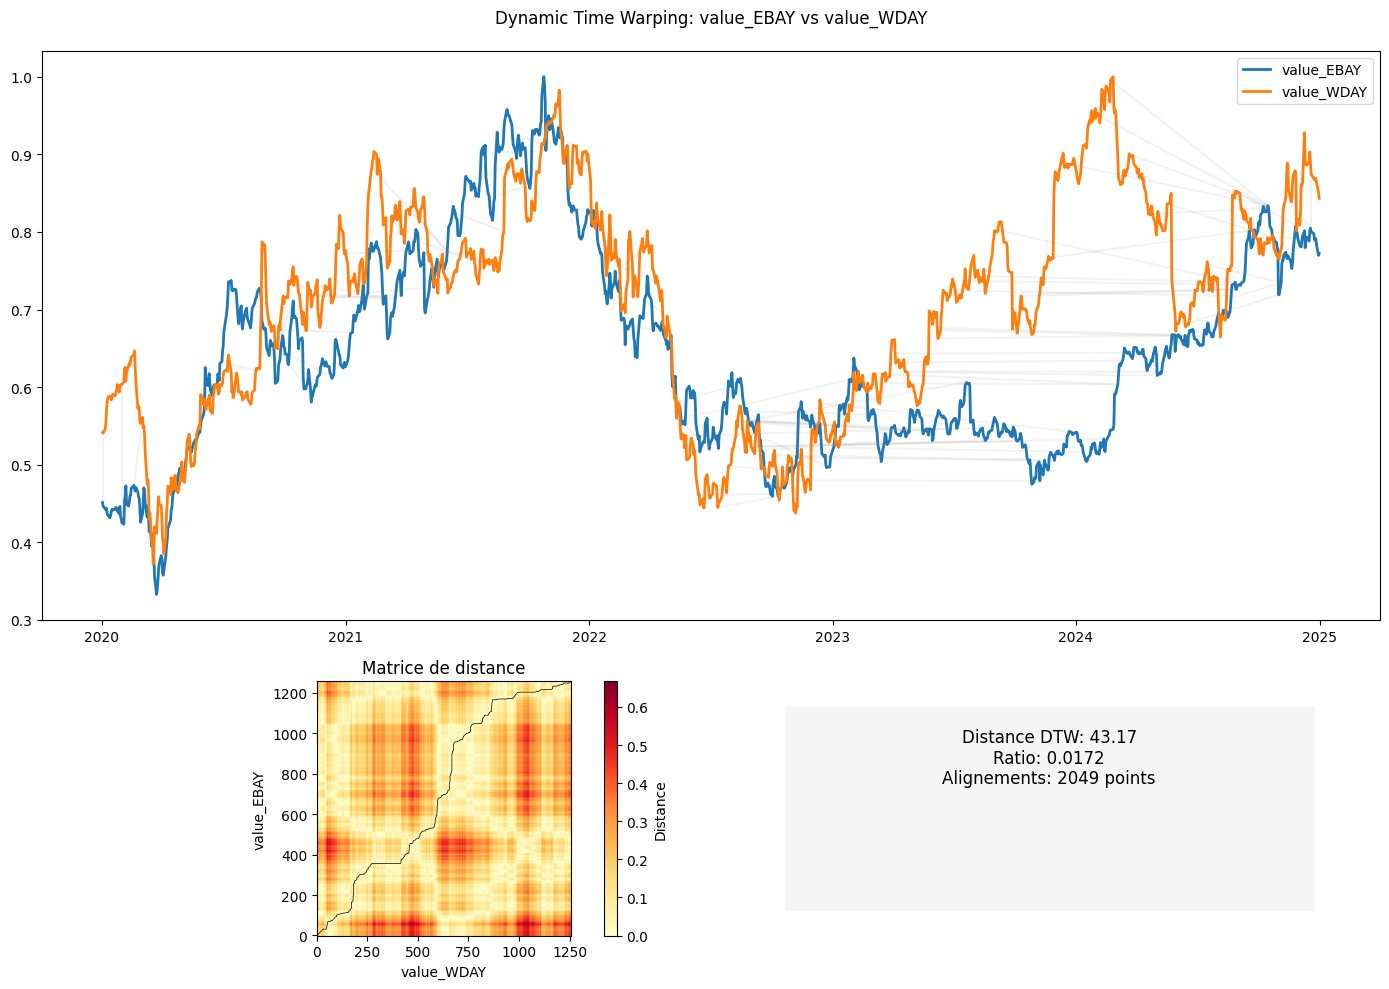 Dynamic Time Warping: value_EBAY vs value_WDAY
value_EBAY
value_WDAY
1.0
0.9
0.8
0.7
0.6
0.5
0.4
0.3
2020 2021 2022 2023 2024 2025
Matrice de distance
value_EBAY
1200
1000
800
600
400
200
0
0 250 500 750 1000 1250
value_WDAY
0.6
0.5
0.4
0.3
0.2
0.1
0.0
Distance
Distance DTW: 43.17
Ratio: 0.0172
Alignements: 2049 points